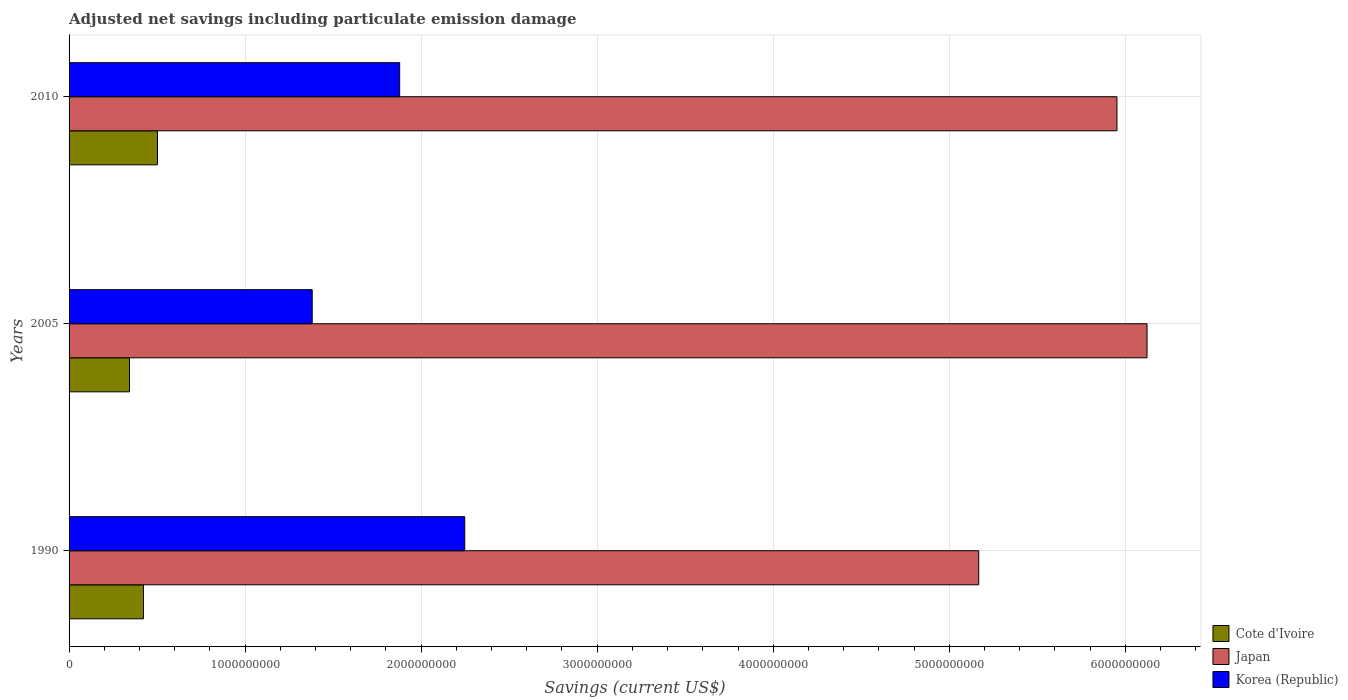 Adjusted net savings including particulate emission damage
2010
2005
1990
Years
0
1000000000
2000000000
3000000000
4000000000
5000000000
6000000000
Savings (current US$)
Cote d'Ivoire
Japan
Korea (Republic)